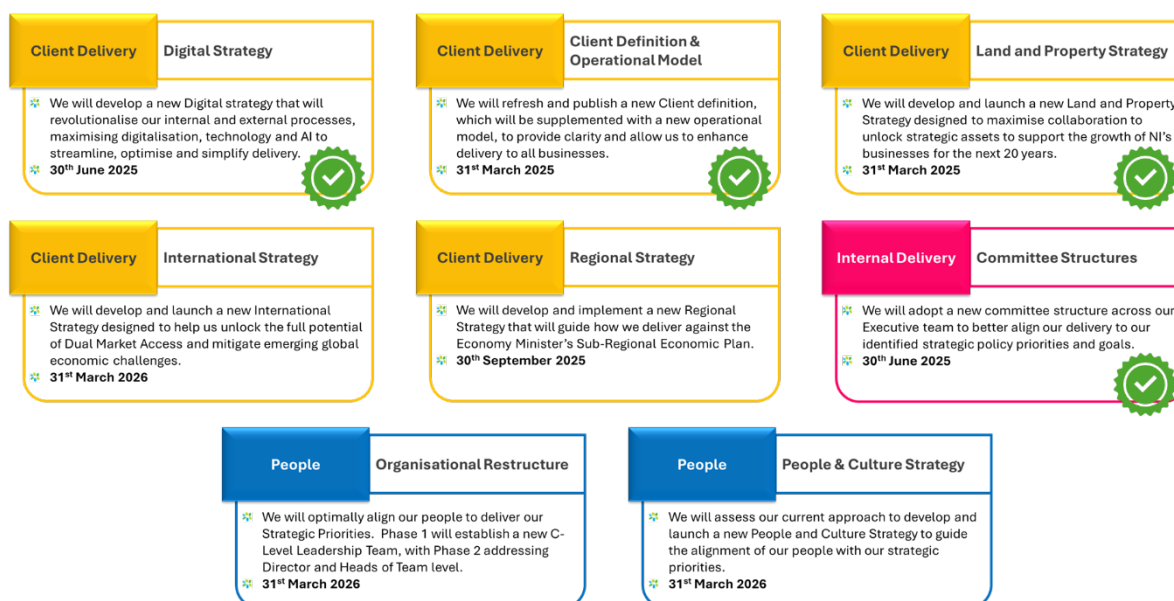 Client Delivery
Digital Strategy
We will develop a new Digital strategy that will
revolutionalise our internal and external processes,
maximising digitalisation, technology and AI to
streamline, optimise and simplify delivery.
30th June 2025
Client Delivery
Client Definition &
Operational Model
We will refresh and publish a new Client definition,
which will be supplemented with a new operational
model, to provide clarity and allow us to enhance
delivery to all businesses.
31st March 2025
Client Delivery
Land and Property Strategy
We will develop and launch a new Land and Property
Strategy designed to maximise collaboration to
unlock strategic assets to support the growth of NI's
businesses for the next 20 years.
31st March 2025
Client Delivery
International Strategy
We will develop and launch a new International
Strategy designed to help us unlock the full potential
of Dual Market Access and mitigate emerging global
economic challenges.
31st March 2026
Client Delivery
Regional Strategy
We will develop and implement a new Regional
Strategy that will guide how we deliver against the
Economy Minister's Sub-Regional Economic Plan.
30th September 2025
Internal Delivery
Committee Structures
We will adopt a new committee structure across our
Executive team to better align our delivery to our
identified strategic policy priorities and goals.
30th June 2025
People
Organisational Restructure
We will optimally align our people to deliver our
Strategic Priorities. Phase 1 will establish a new C-
Level Leadership Team, with Phase 2 addressing
Director and Heads of Team level.
31st March 2026
People
People & Culture Strategy
We will assess our current approach to develop and
launch a new People and Culture Strategy to guide
the alignment of our people with our strategic
priorities.
31st March 2026